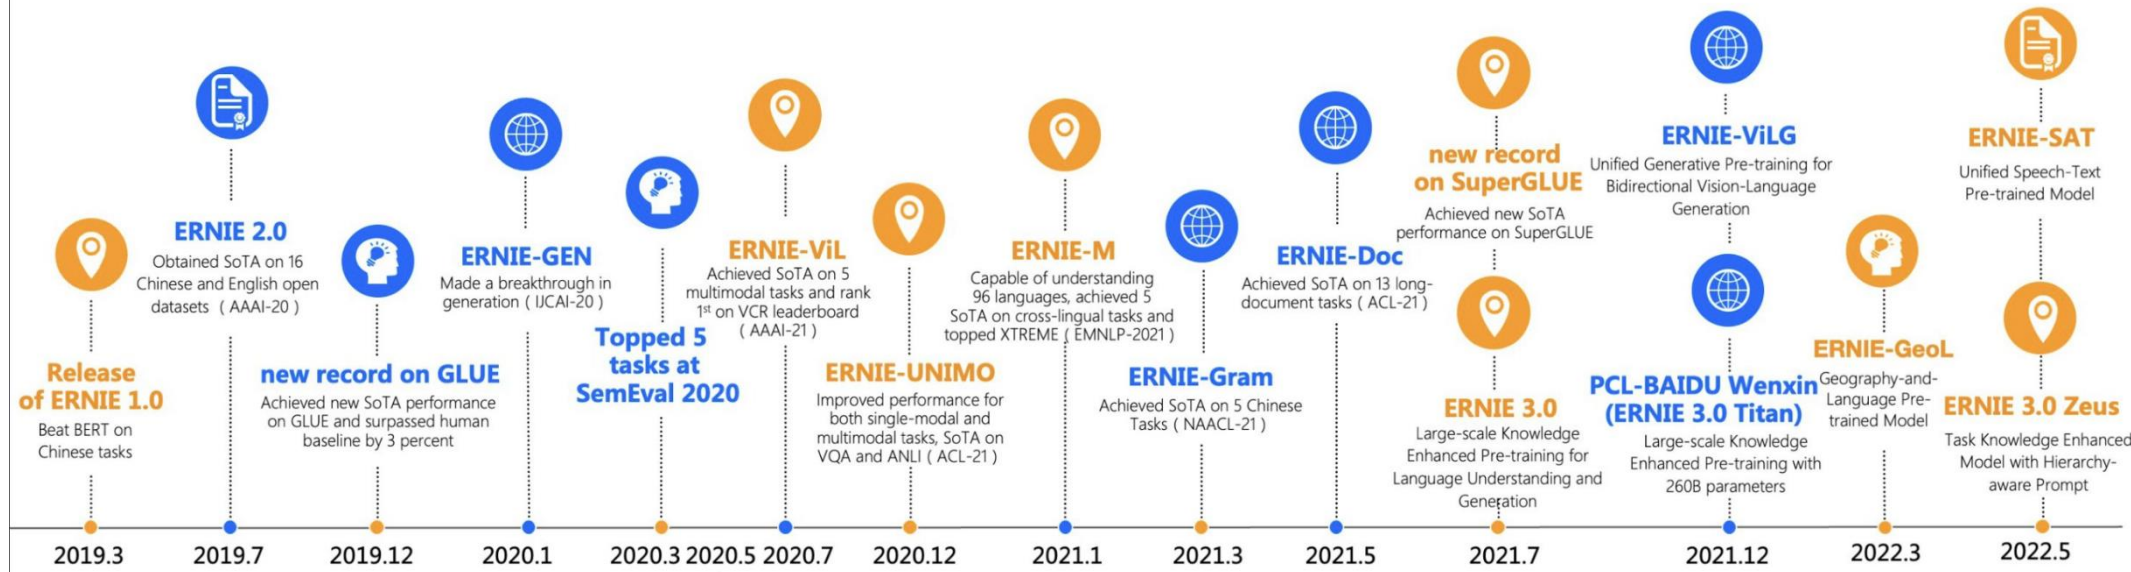 Release
of ERNIE 1.0
Beat BERT on
Chinese tasks
ERNIE 2.0
Obtained SoTA on 16
Chinese and English open
datasets ( AAAI-20 )
new record on GLUE
Achieved new SoTA performance
on GLUE and surpassed human
baseline by 3 percent
ERNIE-GEN
Made a breakthrough in
generation ( IJCAI-20 )
Topped 5
tasks at
SemEval 2020
ERNIE-ViL
Achieved SoTA on 5
multimodal tasks and rank
1st on VCR leaderboard
( AAAI-21 )
ERNIE-UNIMO
Improved performance for
both single-modal and
multimodal tasks, SoTA on
VQA and ANLI ( ACL-21 )
ERNIE-M
Capable of understanding
96 languages, achieved 5
SoTA on cross-lingual tasks and
topped XTREME ( EMNLP-2021 )
ERNIE-Gram
Achieved SoTA on 5 Chinese
Tasks ( NAACL-21 )
ERNIE-Doc
Achieved SoTA on 13 long-
document tasks ( ACL-21 )
new record
on SuperGLUE
Achieved new SoTA
performance on SuperGLUE
ERNIE 3.0
Large-scale Knowledge
Enhanced Pre-training for
Language Understanding and
Generation
ERNIE-ViLG
Unified Generative Pre-training for
Bidirectional Vision-Language
Generation
PCL-BAIDU Wenxin
(ERNIE 3.0 Titan)
Large-scale Knowledge
Enhanced Pre-training with
260B parameters
ERNIE-GeoL
Geography-and-
Language Pre-
trained Model
ERNIE-SAT
Unified Speech-Text
Pre-trained Model
ERNIE 3.0 Zeus
Task Knowledge Enhanced
Model with Hierarchy-
aware Prompt
2019.3 2019.7 2019.12 2020.1 2020.3 2020.5 2020.7 2020.12 2021.1 2021.3 2021.5 2021.7 2021.12 2022.3 2022.5